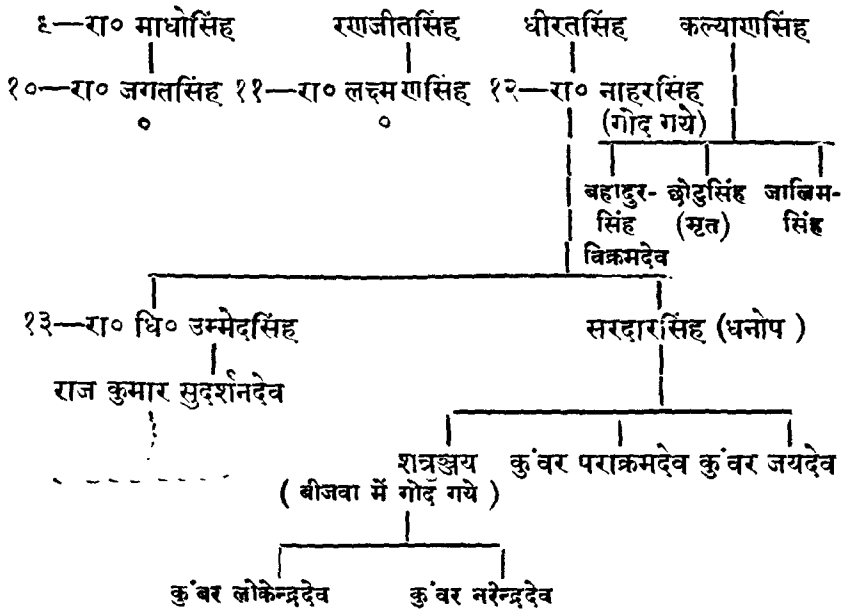 ९—रा० माधोसिंह रणजीतसिंह धीरतसिंह कल्याणसिंह
१०—रा० जगतसिंह ११—रा० लक्ष्मणसिंह १२—रा० नाहरसिंह
(गोद गये)
बहादुर- छोटुसिंह जालिम-
सिंह (मृत) सिंह
विक्रमदेव
१३—रा० धि० उम्मेदसिंह सरदारसिंह (धनोप )
राज कुमार सुदर्शनदेव
शत्रुञ्जय कुंवर पराक्रमदेव कुंवर जयदेव
( बीजवा में गोद गये )
कुंवर लोकेन्द्रदेव कुंवर नरेन्द्रदेव